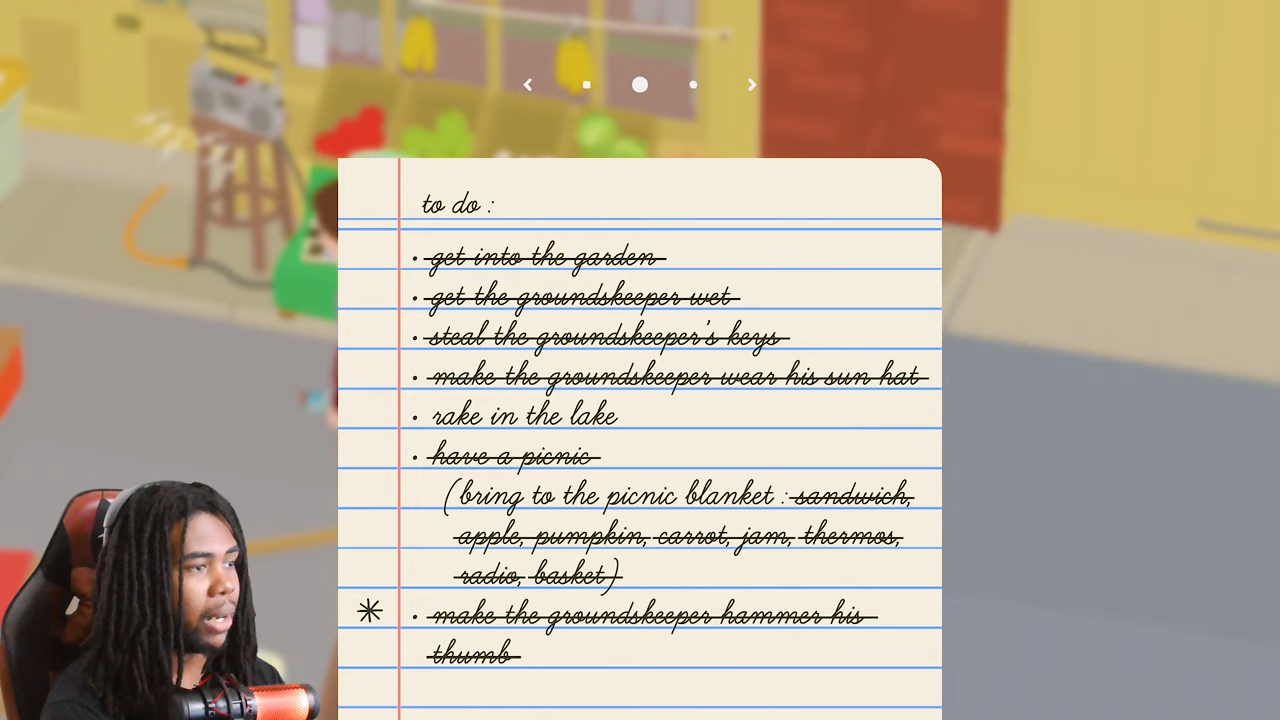 to do :
• get into the garden
• get the groundskeeper wet
• steal the groundskeeper's keys
• make the groundskeeper wear his sun hat
• rake in the lake
• have a picnic
(bring to the picnic blanket : sandwich,
apple, pumpkin, carrot, jam, thermos,
radio, basket)
• make the groundskeeper hammer his
thumb